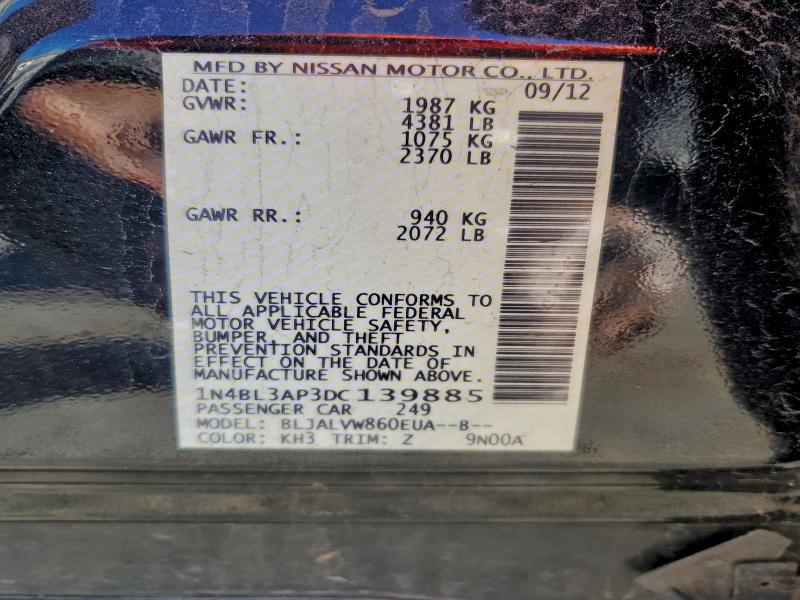 MFD BY NISSAN MOTOR CO., LTD.
DATE: 09/12
GVWR: 1987 KG
4381 LB
GAWR FR.: 1075 KG
2370 LB
GAWR RR.: 940 KG
2072 LB
THIS VEHICLE CONFORMS TO
ALL APPLICABLE FEDERAL
MOTOR VEHICLE SAFETY,
BUMPER, AND THEFT
PREVENTION STANDARDS IN
EFFECT ON THE DATE OF
MANUFACTURE SHOWN ABOVE.
1N4BL3AP3DC139885
PASSENGER CAR 249
MODEL: BLJALVW860EUA--B--
COLOR: KH3 TRIM: Z 9N00A